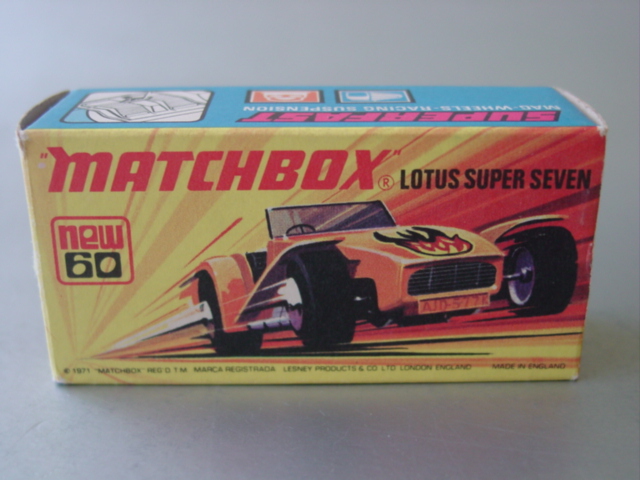 SUPERFAST
MAG-WHEELS-RACING SUSPENSION
"MATCHBOX"® LOTUS SUPER SEVEN
new
60
© 1971 "MATCHBOX" REG'D T M MARCA REGISTRADA LESNEY PRODUCTS & CO. LTD. LONDON ENGLAND MADE IN ENGLAND